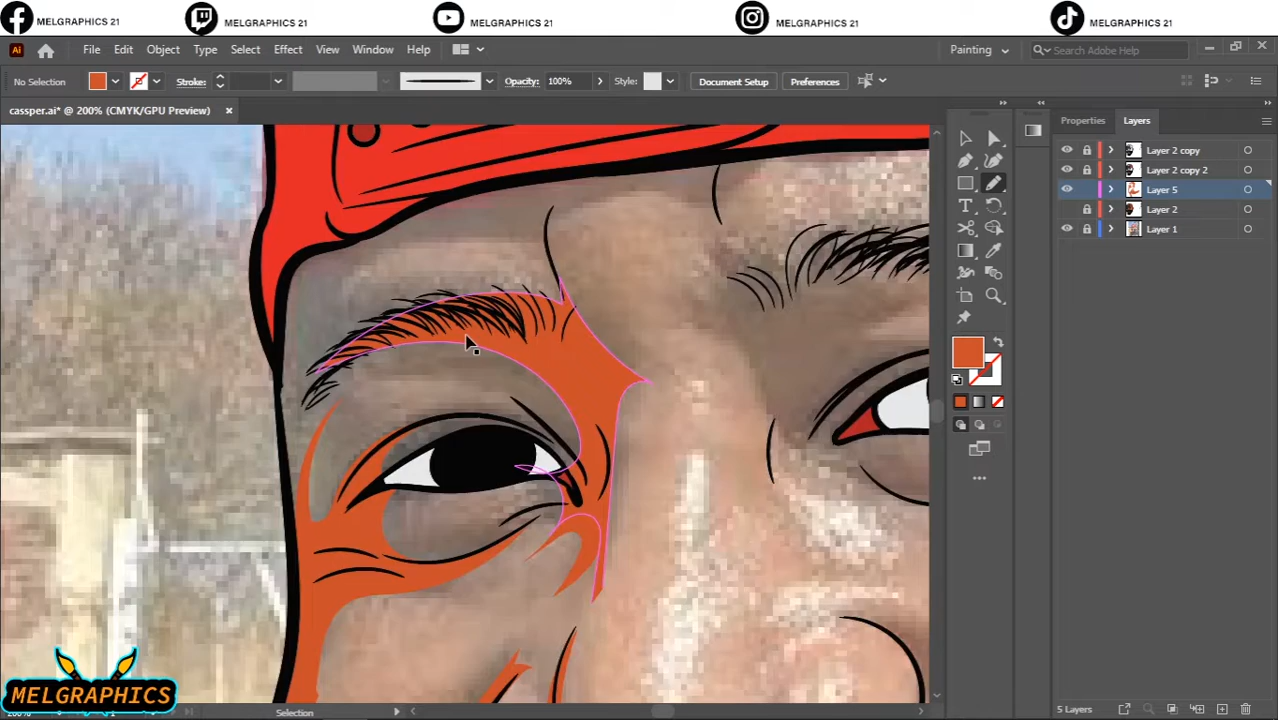 MELGRAPHICS 21 MELGRAPHICS 21 MELGRAPHICS 21 MELGRAPHICS 21 MELGRAPHICS 21
Ai File Edit Object Type Select Effect View Window Help Painting Search Adobe Help
No Selection Stroke: Opacity: 100% Style: Document Setup Preferences
cassper.ai* @ 200% (CMYK/GPU Preview)
Properties Layers
Layer 2 copy
Layer 2 copy 2
Layer 5
Layer 2
Layer 1
MELGRAPHICS
200% Selection 5 Layers